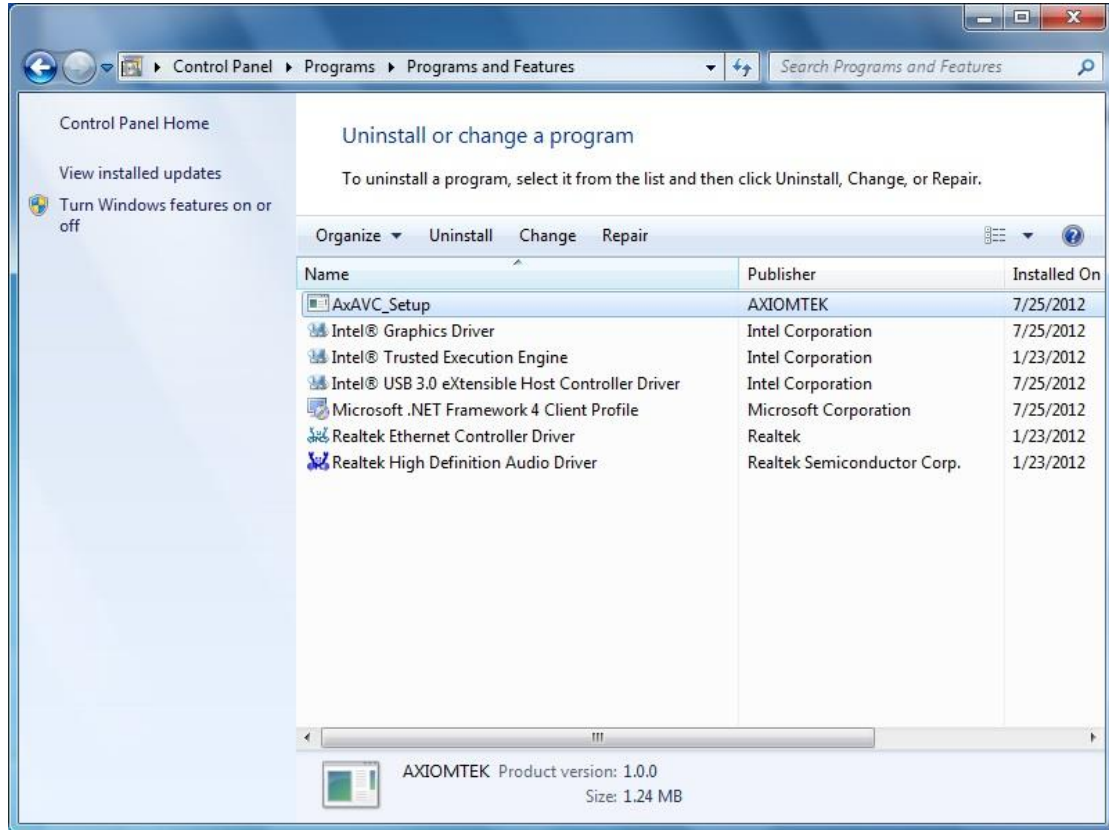 Control Panel Programs Programs and Features Search Programs and Features
Control Panel Home
View installed updates
Turn Windows features on or
off
Uninstall or change a program
To uninstall a program, select it from the list and then click Uninstall, Change, or Repair.
Organize Uninstall Change Repair
Name Publisher Installed On
AxAVC_Setup AXIOMTEK 7/25/2012
Intel® Graphics Driver Intel Corporation 7/25/2012
Intel® Trusted Execution Engine Intel Corporation 1/23/2012
Intel® USB 3.0 eXtensible Host Controller Driver Intel Corporation 7/25/2012
Microsoft .NET Framework 4 Client Profile Microsoft Corporation 7/25/2012
Realtek Ethernet Controller Driver Realtek 1/23/2012
Realtek High Definition Audio Driver Realtek Semiconductor Corp. 1/23/2012
AXIOMTEK Product version: 1.0.0
Size: 1.24 MB